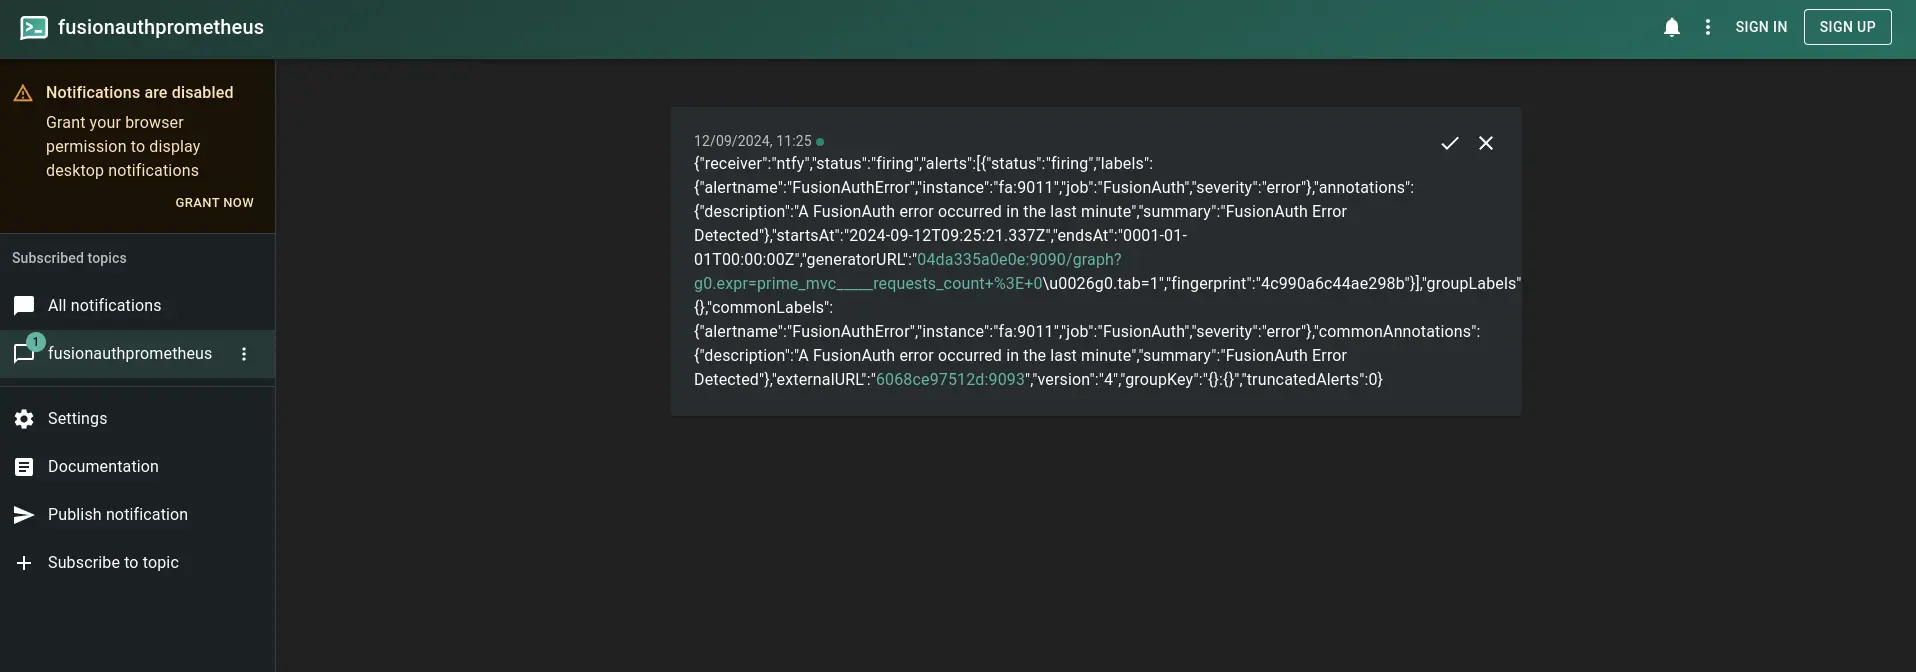 fusionauthprometheus
SIGN IN
SIGN UP
Notifications are disabled
Grant your browser
permission to display
desktop notifications
GRANT NOW
Subscribed topics
All notifications
1
fusionauthprometheus
Settings
Documentation
Publish notification
Subscribe to topic
12/09/2024, 11:25
{"receiver":"ntfy","status":"firing","alerts":[{"status":"firing","labels":
{"alertname":"FusionAuthError","instance":"fa:9011","job":"FusionAuth","severity":"error"},"annotations":
{"description":"A FusionAuth error occurred in the last minute","summary":"FusionAuth Error
Detected"},"startsAt":"2024-09-12T09:25:21.337Z","endsAt":"0001-01-
01T00:00:00Z","generatorURL":"04da335a0e0e:9090/graph?
g0.expr=prime_mvc_____requests_count+%3E+0\u0026g0.tab=1","fingerprint":"4c990a6c44ae298b"}],"groupLabels"
{},"commonLabels":
{"alertname":"FusionAuthError","instance":"fa:9011","job":"FusionAuth","severity":"error"},"commonAnnotations":
{"description":"A FusionAuth error occurred in the last minute","summary":"FusionAuth Error
Detected"},"externalURL":"6068ce97512d:9093","version":"4","groupKey":"{}:{}","truncatedAlerts":0}